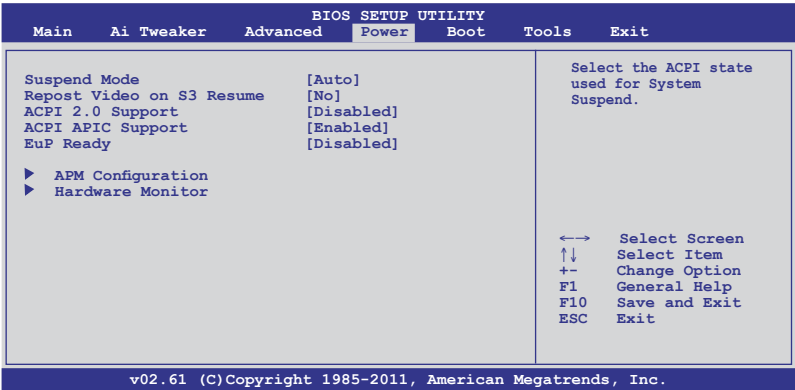 BIOS SETUP UTILITY
Main Ai Tweaker Advanced Power Boot Tools Exit
Suspend Mode [Auto]
Repost Video on S3 Resume [No]
ACPI 2.0 Support [Disabled]
ACPI APIC Support [Enabled]
EuP Ready [Disabled]
APM Configuration
Hardware Monitor
Select the ACPI state
used for System
Suspend.
←→ Select Screen
↑↓ Select Item
+- Change Option
F1 General Help
F10 Save and Exit
ESC Exit
v02.61 (C)Copyright 1985-2011, American Megatrends, Inc.